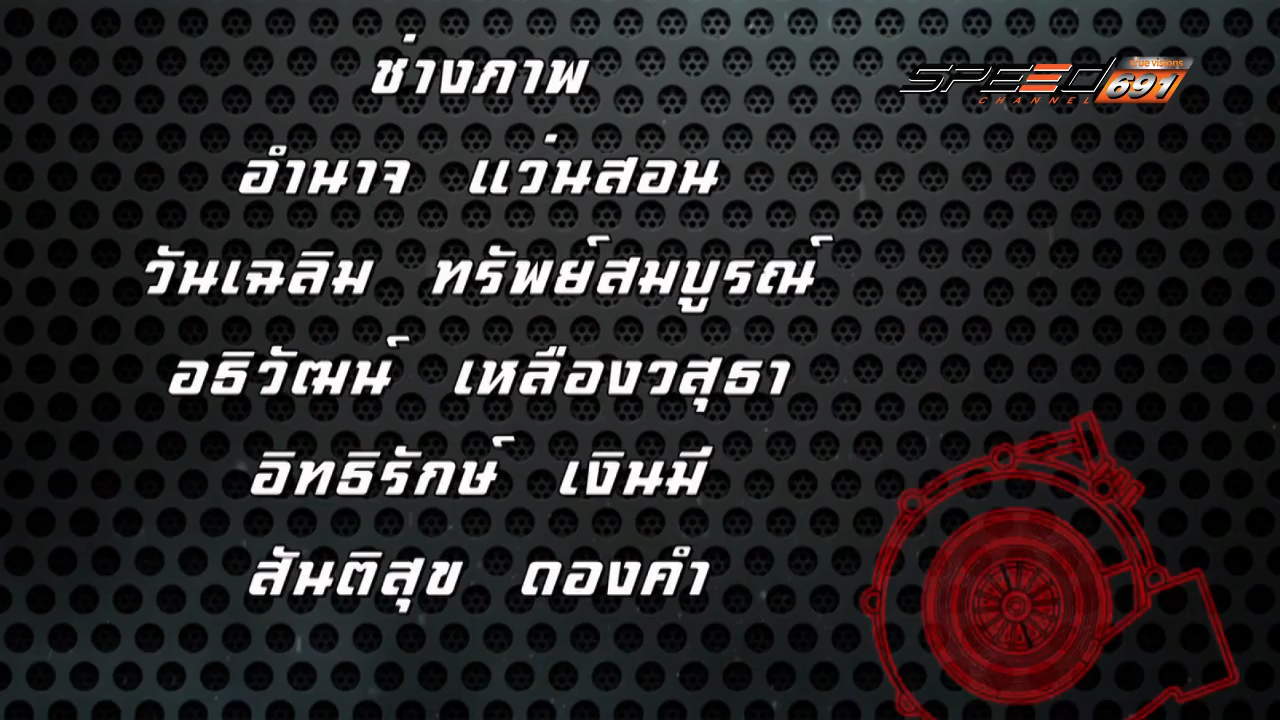 ช่างภาพ
SPEED
CHANNEL
true visions
691
อำนาจ แว่นสอน
วันเฉลิม ทรัพย์สมบูรณ์
อธิวัฒน์ เหลืองวสุธา
อิทธิรักษ์ เงินมี
สันติสุข ดองคำ